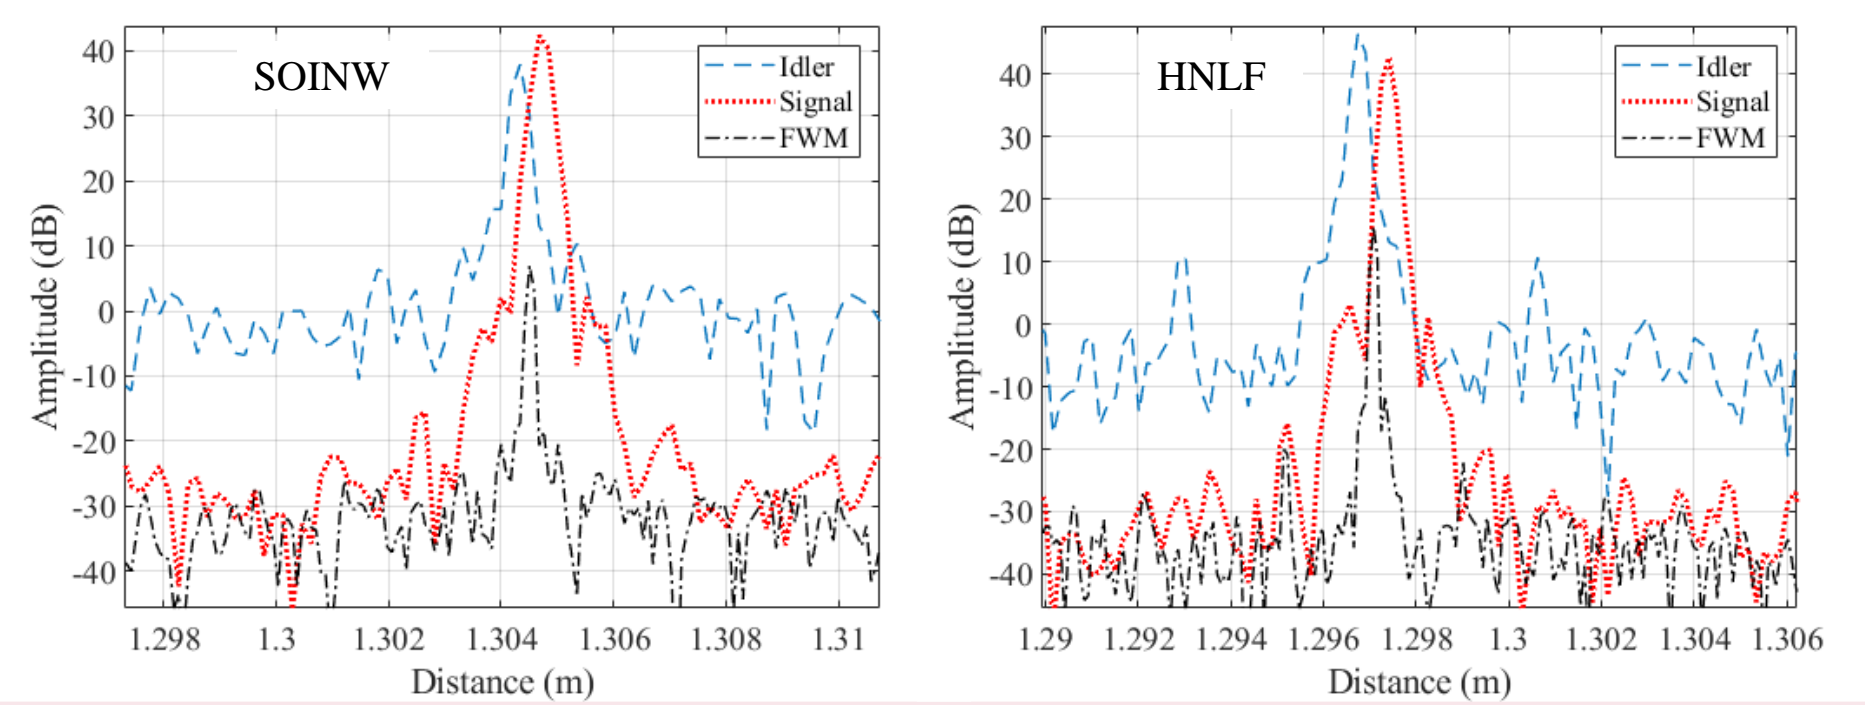 SOINW
Idler
Signal
FWM
40
30
20
10
0
-10
-20
-30
-40
Amplitude (dB)
1.298 1.3 1.302 1.304 1.306 1.308 1.31
Distance (m)
HNLF
Idler
Signal
FWM
40
30
20
10
0
-10
-20
-30
-40
Amplitude (dB)
1.29 1.292 1.294 1.296 1.298 1.3 1.302 1.304 1.306
Distance (m)